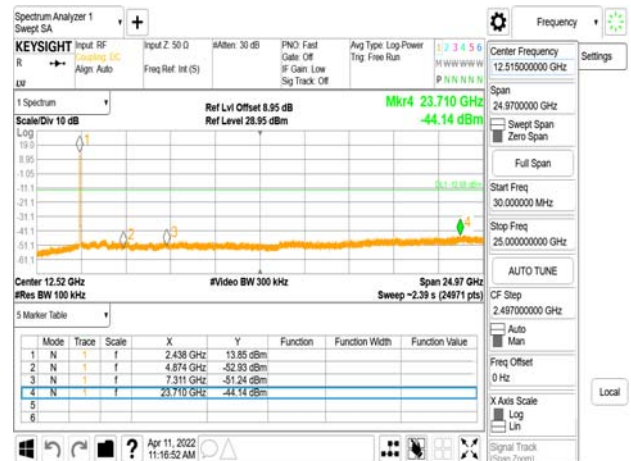 Spectrum Analyzer 1
Swept SA
Frequency
KEYSIGHT Input: RF Input Z: 50 Ω #Atten: 30 dB PNO: Fast Avg Type: Log-Power 1 2 3 4 5 6
R Coupling: DC Gate: Off Trig: Free Run M W W W W W
Align: Auto Freq Ref: Int (S) IF Gain: Low
LV Sig Track: Off P N N N N N
Center Frequency
12.515000000 GHz
Settings
1 Spectrum Ref Lvl Offset 8.95 dB Mkr4 23.710 GHz
Scale/Div 10 dB Ref Level 28.95 dBm -44.14 dBm
Log
19.0
8.95
-1.05
-11.1
-21.1
-31.1
-41.1
-51.1
-61.1
1
2
3
4
Span
24.9700000 GHz
Swept Span
Zero Span
Full Span
Start Freq
30.000000 MHz
Stop Freq
25.000000000 GHz
AUTO TUNE
CF Step
2.497000000 GHz
Auto
Man
Freq Offset
0 Hz
X Axis Scale
Log
Lin
Signal Track
(Span Zoom)
Local
Center 12.52 GHz #Video BW 300 kHz Span 24.97 GHz
#Res BW 100 kHz Sweep ~2.39 s (24971 pts)
5 Marker Table
Mode Trace Scale X Y Function Function Width Function Value
1 N 1 f 2.438 GHz 13.85 dBm
2 N 1 f 4.874 GHz -52.93 dBm
3 N 1 f 7.311 GHz -51.24 dBm
4 N 1 f 23.710 GHz -44.14 dBm
5
6
Apr 11, 2022
11:16:52 AM